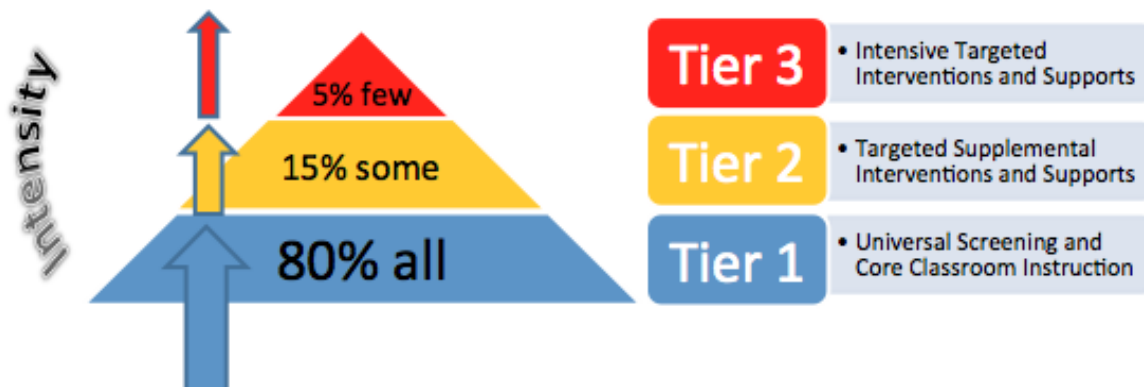 Intensity
5% few
15% some
80% all
Tier 3
• Intensive Targeted
Interventions and Supports
Tier 2
• Targeted Supplemental
Interventions and Supports
Tier 1
• Universal Screening and
Core Classroom Instruction